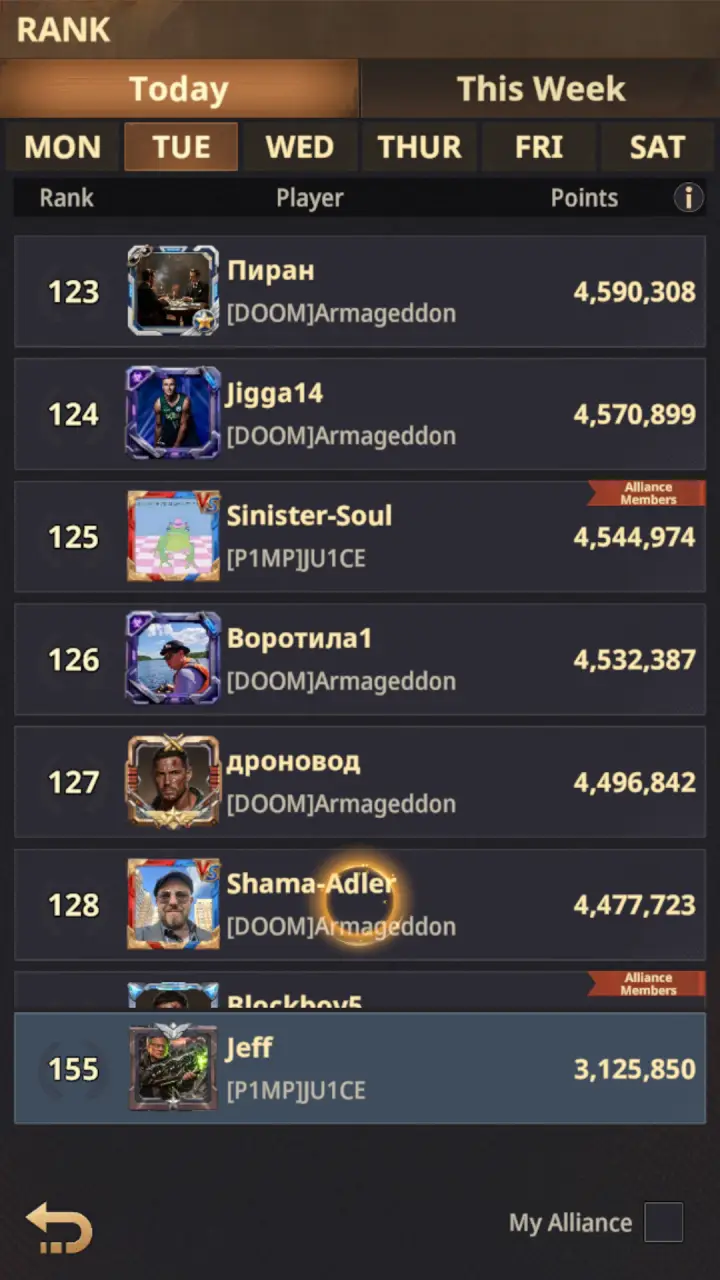 RANK
Today
This Week
MON TUE WED THUR FRI SAT
Rank Player Points i
123 Пиран 4,590,308
[DOOM]Armageddon
124 Jigga14 4,570,899
[DOOM]Armageddon
Alliance Members
125 Sinister-Soul 4,544,974
[P1MP]JU1CE
126 Воротила1 4,532,387
[DOOM]Armageddon
127 дроновод 4,496,842
[DOOM]Armageddon
128 Shama-Adler 4,477,723
[DOOM]Armageddon
Alliance Members
Blockboy5
155 Jeff 3,125,850
[P1MP]JU1CE
My Alliance